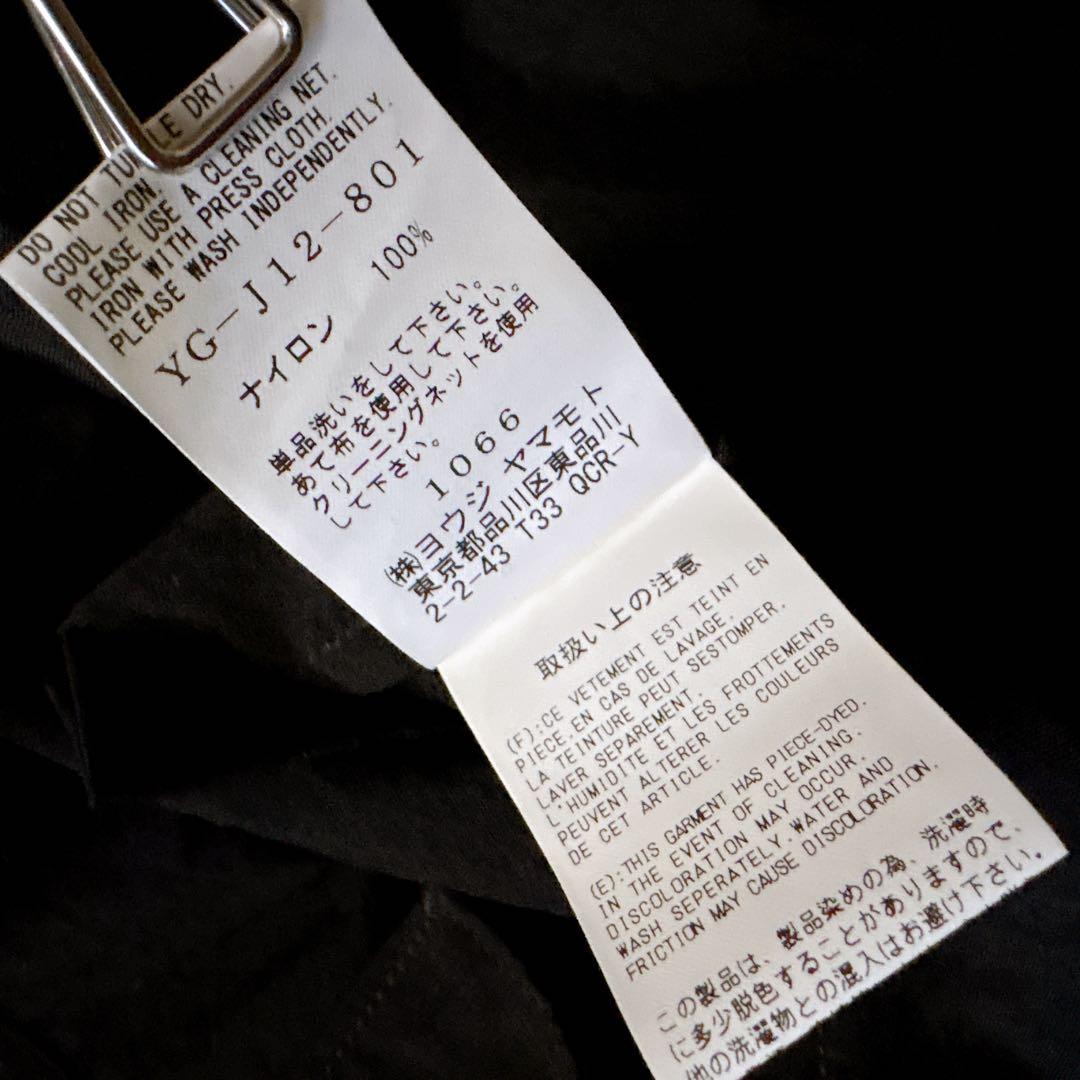 DO NOT TU LE DRY.
COOL IRON.
PLEASE USE A CLEANING NET.
IRON WITH PRESS CLOTH.
PLEASE WASH INDEPENDENTLY.
YG-J12-801
ナイロン 100%
単品洗いをして下さい。
あて布を使用して下さい。
クリーニングネットを使用
して下さい。
1066
㈱ヨウジ ヤマモト
東京都品川区東品川
2-2-43 T33 QCR-Y
取扱い上の注意
(F):CE VETEMENT EST TEINT EN
PIECE.EN CAS DE LAVAGE.
LA TEINTURE PEUT SESTOMPER.
LAVER SEPAREMENT.
L'HUMIDITE ET LES FROTTEMENTS
PEUVENT ALTERER LES COULEURS
DE CET ARTICLE.
(E):THIS GARMENT HAS PIECE-DYED.
IN THE EVENT OF CLEANING.
DISCOLORATION MAY OCCUR.
WASH SEPERATELY.WATER AND
FRICTION MAY CAUSE DISCOLORATION.
この製品は、製品染めの為、洗濯時
に多少脱色することがありますので、
他の洗濯物との混入はお避け下さい。